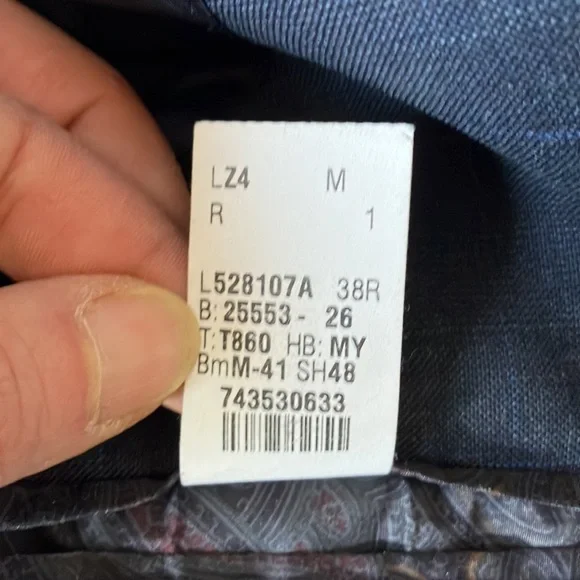 LZ4 M
R 1
L528107A 38R
B: 25553 - 26
T: T860 HB: MY
BmM-41 SH48
743530633